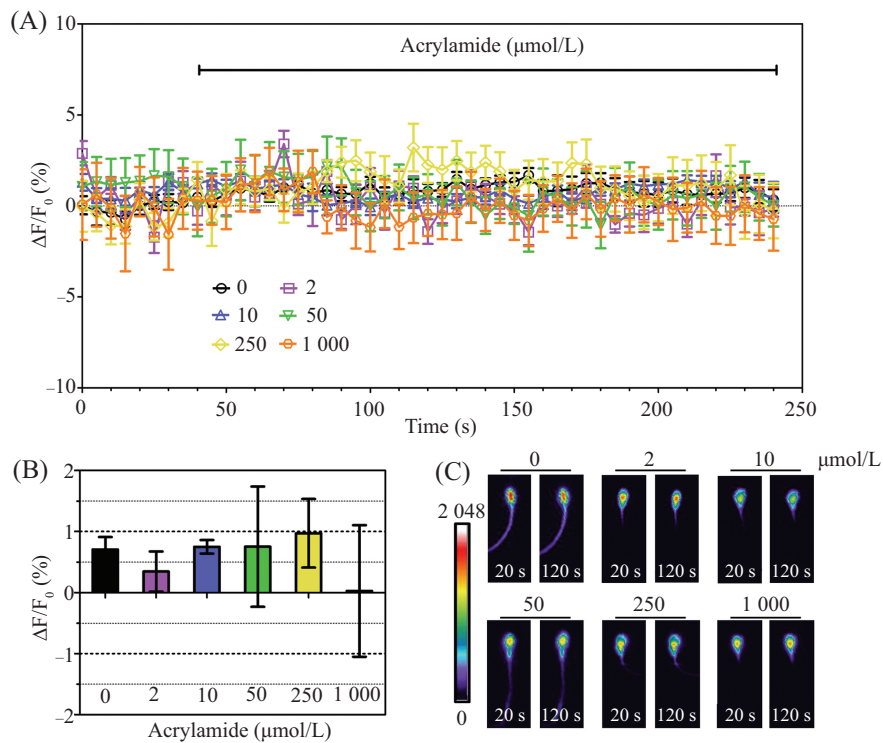 (A)
10
5
0
−5
−10
ΔF/F0 (%)
Acrylamide (μmol/L)
0 2
10 50
250 1 000
0 50 100 150 200 250
Time (s)
(B)
2
1
0
−1
−2
ΔF/F0 (%)
0 2 10 50 250 1 000
Acrylamide (μmol/L)
(C)
0 2 10 μmol/L
2 048
0
20 s 120 s 20 s 120 s 20 s 120 s
50 250 1 000
20 s 120 s 20 s 120 s 20 s 120 s